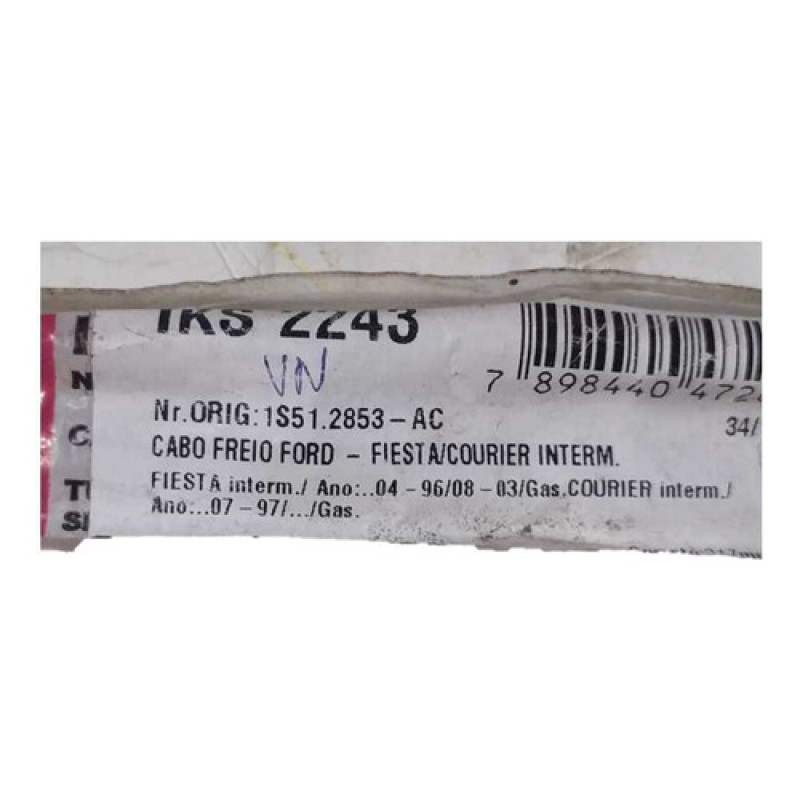 IKS 2243
VN
7 898440 472
34/
Nr.ORIG:1S51.2853-AC
CABO FREIO FORD - FIESTA/COURIER INTERM.
FIESTA interm./ Ano:..04 - 96/08 - 03/Gas,COURIER interm./
Ano:..07 - 97/.../Gas.